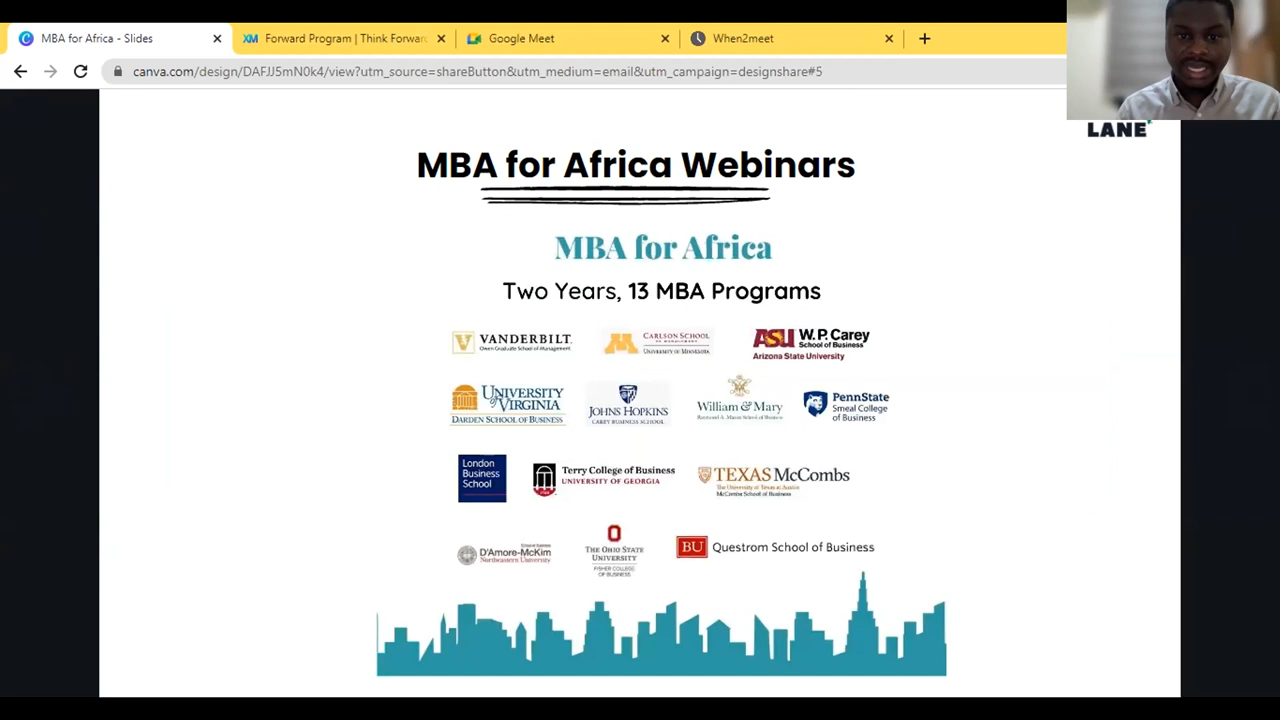 MBA for Africa - Slides
Forward Program | Think Forward
Google Meet
When2meet
canva.com/design/DAFJJ5mN0k4/view?utm_source=shareButton&utm_medium=email&utm_campaign=designshare#5
LANE
MBA for Africa Webinars
MBA for Africa
Two Years, 13 MBA Programs
V VANDERBILT
Owen Graduate School of Management
M CARLSON SCHOOL
OF MANAGEMENT
UNIVERSITY OF MINNESOTA
ASU W. P. Carey
School of Business
Arizona State University
UNIVERSITY
of VIRGINIA
DARDEN SCHOOL OF BUSINESS
JOHNS HOPKINS
CAREY BUSINESS SCHOOL
William & Mary
Raymond A. Mason School of Business
PennState
Smeal College
of Business
London
Business
School
Terry College of Business
UNIVERSITY OF GEORGIA
TEXAS McCombs
The University of Texas at Austin
McCombs School of Business
D'Amore-McKim
Northeastern University
THE OHIO STATE
UNIVERSITY
FISHER COLLEGE
OF BUSINESS
BU Questrom School of Business